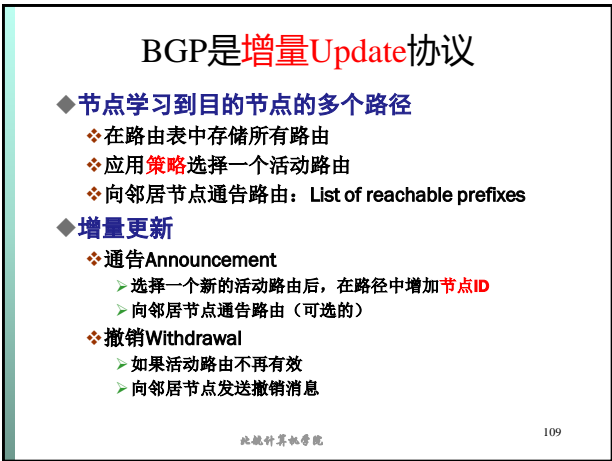 BGP是增量Update协议
节点学习到目的节点的多个路径
在路由表中存储所有路由
应用策略选择一个活动路由
向邻居节点通告路由：List of reachable prefixes
增量更新
通告Announcement
选择一个新的活动路由后，在路径中增加节点ID
向邻居节点通告路由（可选的）
撤销Withdrawal
如果活动路由不再有效
向邻居节点发送撤销消息
北航计算机学院
109